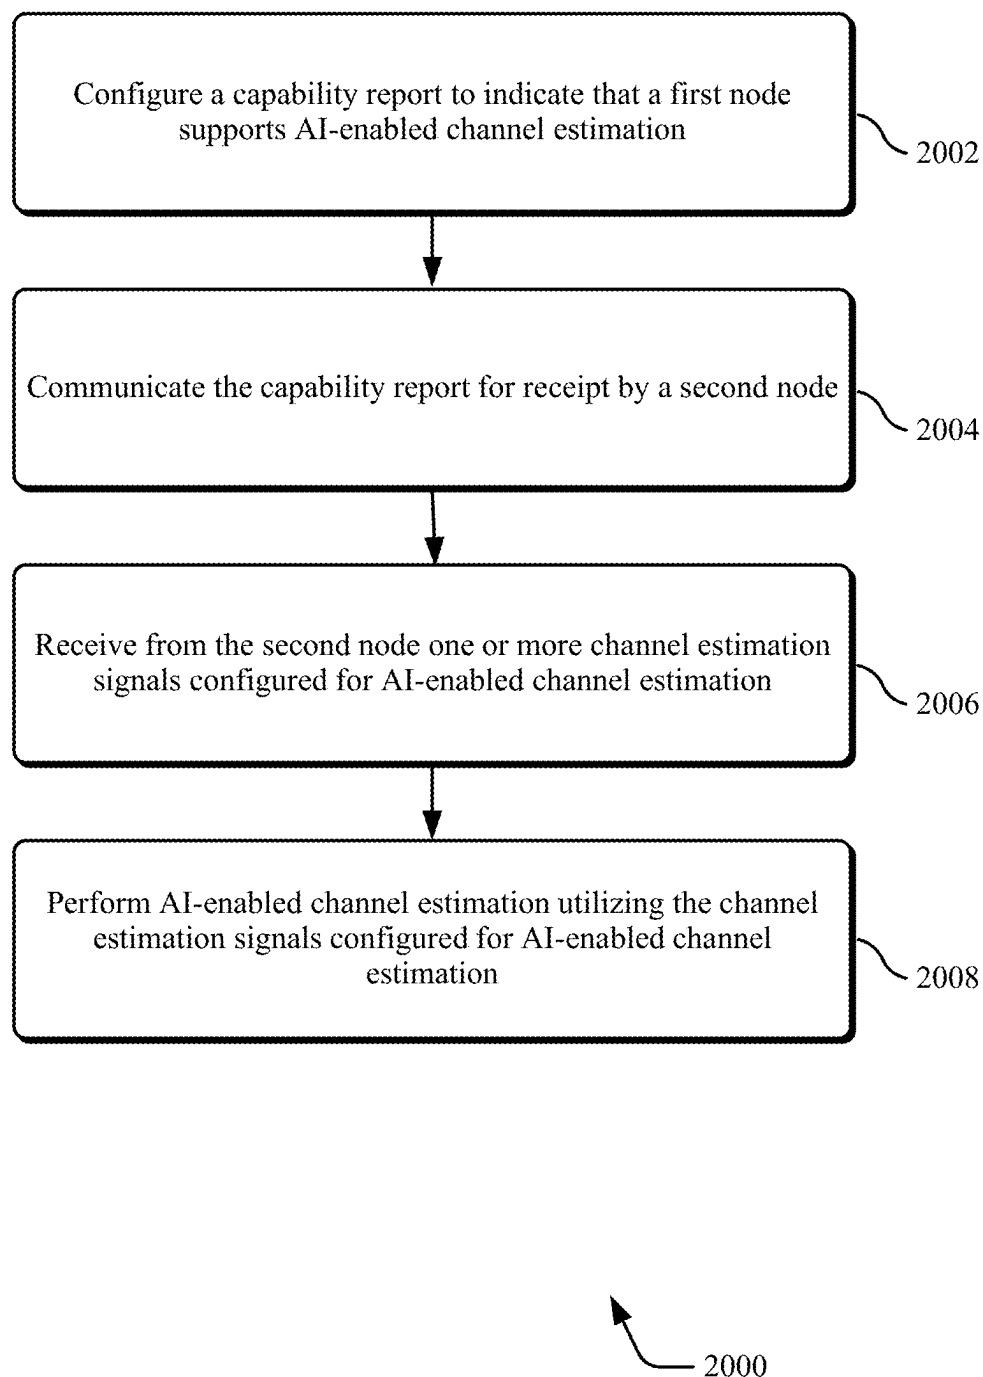 Configure a capability report to indicate that a first node
supports AI-enabled channel estimation
2002
Communicate the capability report for receipt by a second node
2004
Receive from the second node one or more channel estimation
signals configured for AI-enabled channel estimation
2006
Perform AI-enabled channel estimation utilizing the channel
estimation signals configured for AI-enabled channel
estimation
2008
2000